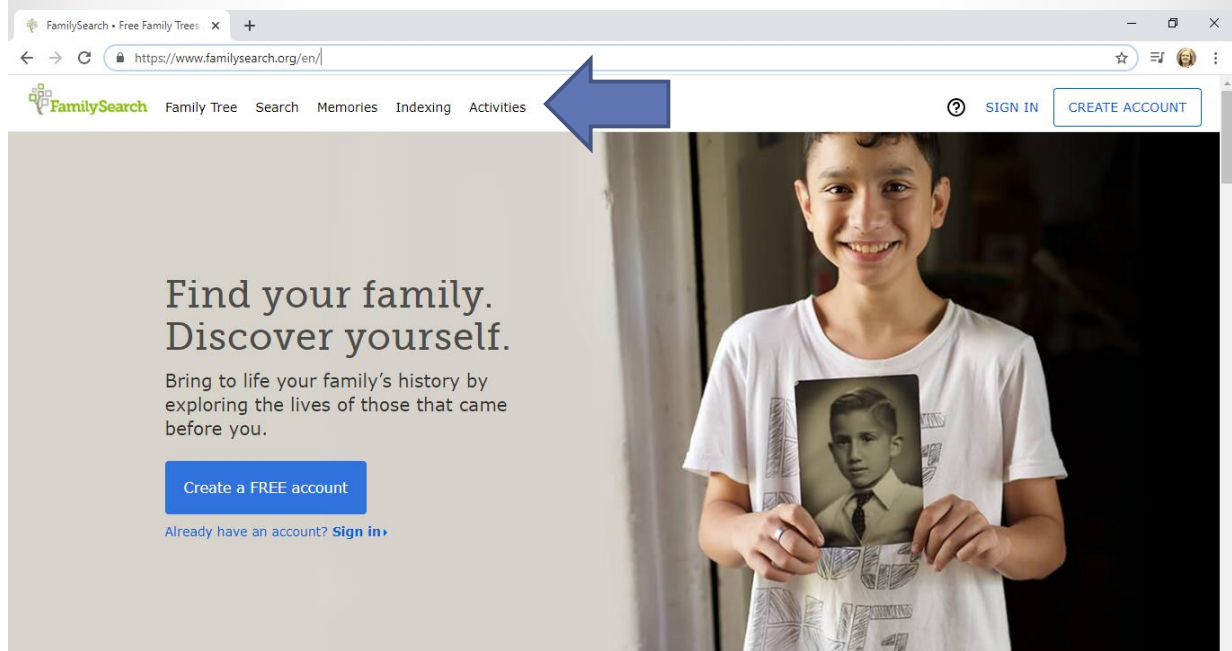 FamilySearch • Free Family Trees
https://www.familysearch.org/en/
FamilySearch Family Tree Search Memories Indexing Activities SIGN IN CREATE ACCOUNT
Find your family.
Discover yourself.
Bring to life your family’s history by
exploring the lives of those that came
before you.
Create a FREE account
Already have an account? Sign in